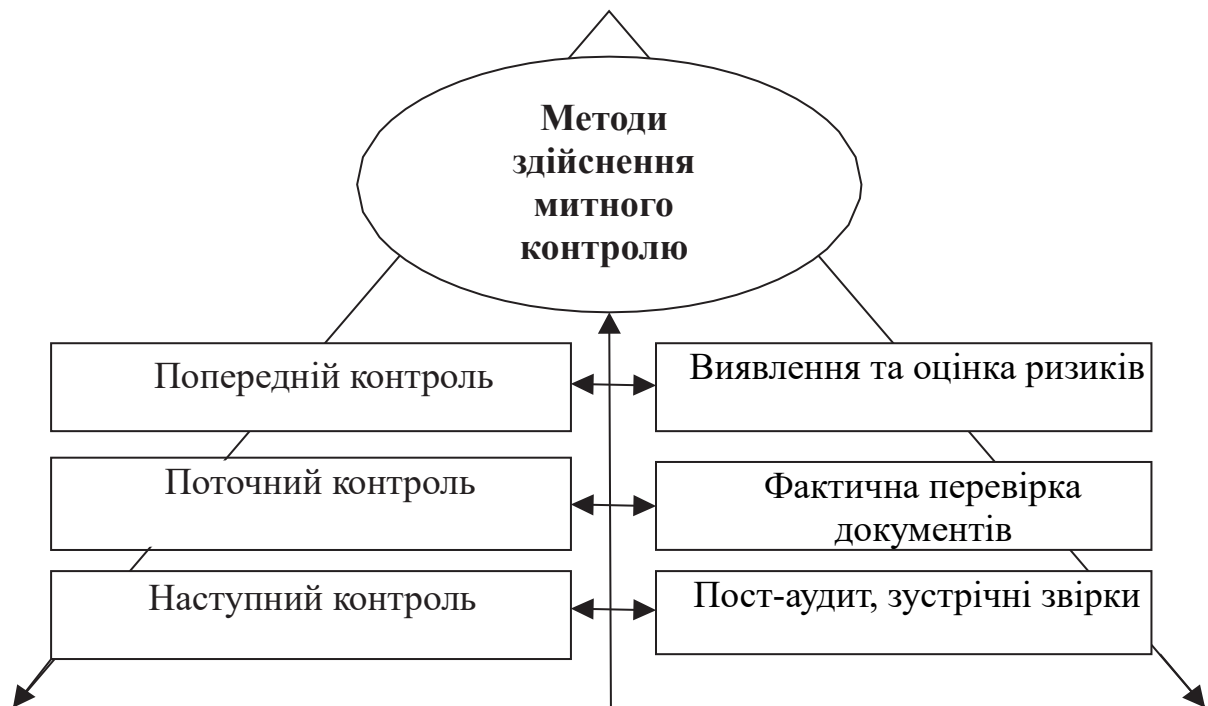 Методи
здійснення
митного
контролю
Попередній контроль
Виявлення та оцінка ризиків
Поточний контроль
Фактична перевірка
документів
Наступний контроль
Пост-аудит, зустрічні звірки